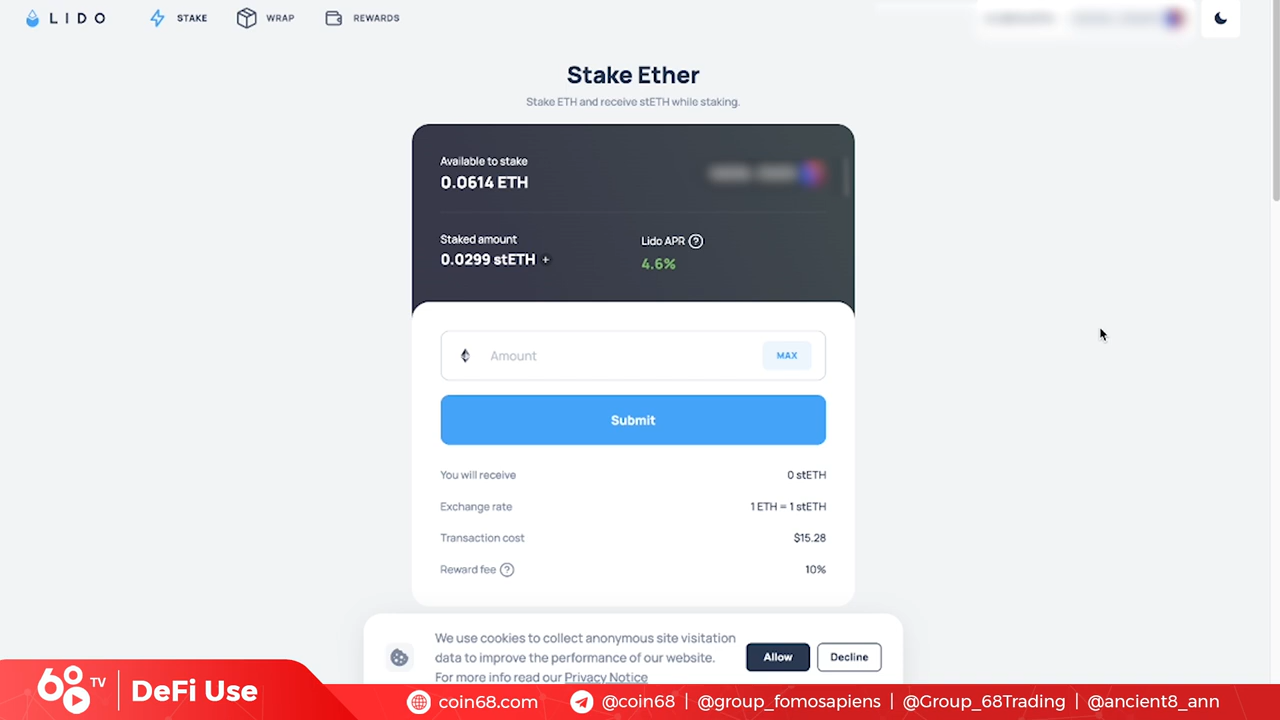 LIDO STAKE WRAP REWARDS
Stake Ether
Stake ETH and receive stETH while staking.
Available to stake
0.0614 ETH
Staked amount
0.0299 stETH +
Lido APR ?
4.6%
Amount MAX
Submit
You will receive 0 stETH
Exchange rate 1 ETH = 1 stETH
Transaction cost $15.28
Reward fee ? 10%
We use cookies to collect anonymous site visitation
data to improve the performance of our website.
For more info read our Privacy Notice
Allow Decline
68 TV DeFi Use
coin68.com @coin68 | @group_fomosapiens | @Group_68Trading | @ancient8_ann